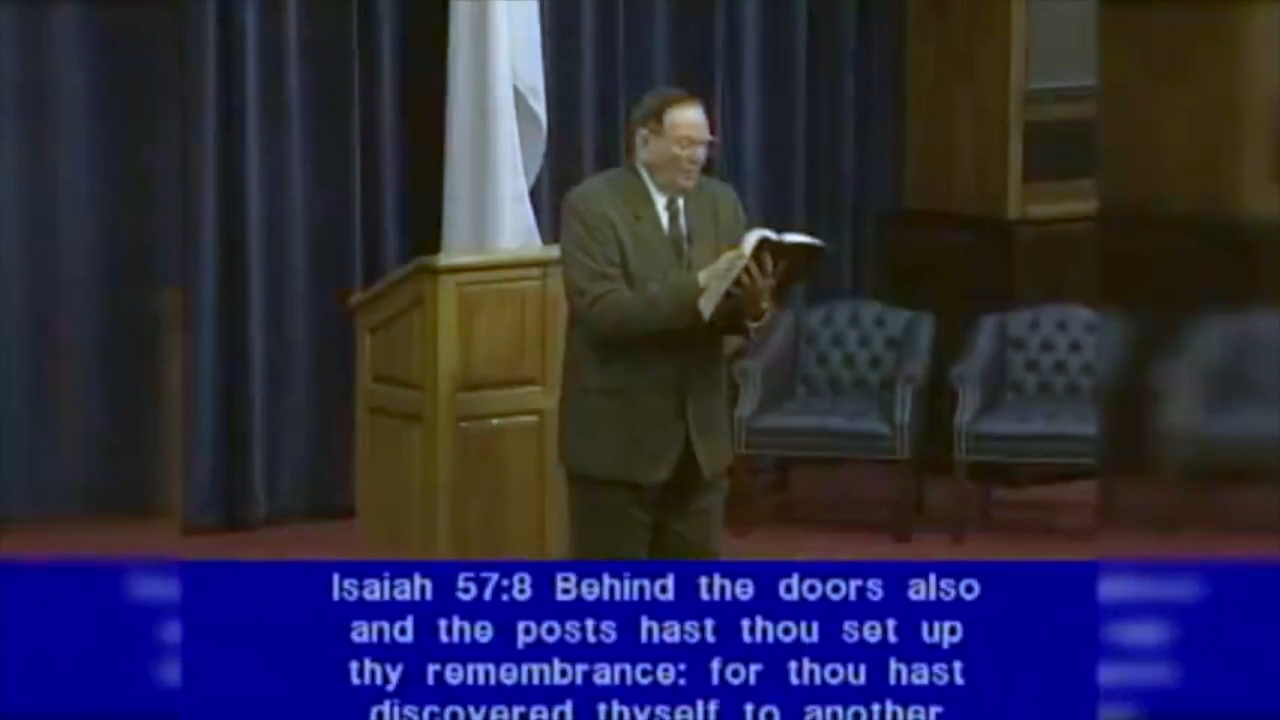 Isaiah 57:8 Behind the doors also
and the posts hast thou set up
thy remembrance: for thou hast
discovered thyself to another